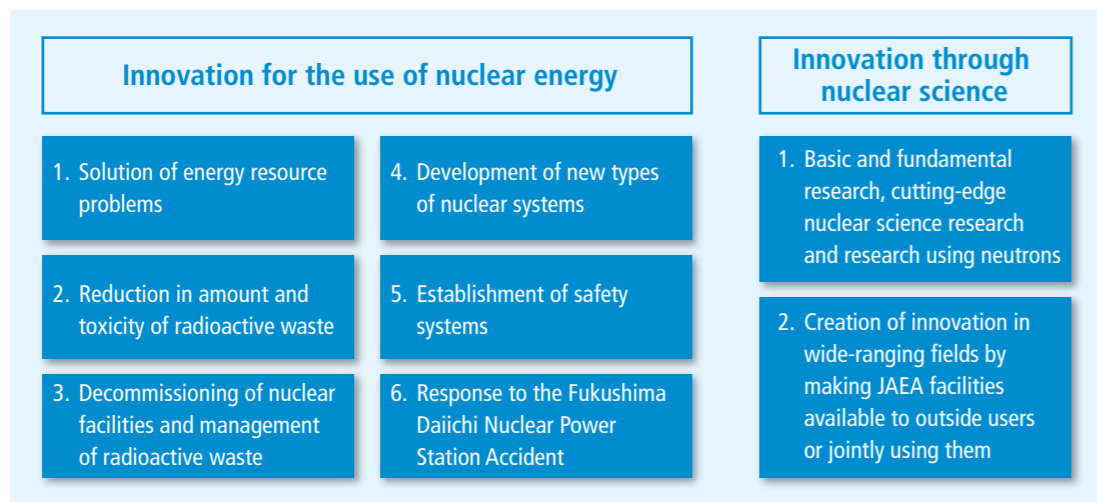 Innovation for the use of nuclear energy
1. Solution of energy resource
problems
2. Reduction in amount and
toxicity of radioactive waste
3. Decommissioning of nuclear
facilities and management
of radioactive waste
4. Development of new types
of nuclear systems
5. Establishment of safety
systems
6. Response to the Fukushima
Daiichi Nuclear Power
Station Accident
Innovation through
nuclear science
1. Basic and fundamental
research, cutting-edge
nuclear science research
and research using neutrons
2. Creation of innovation in
wide-ranging fields by
making JAEA facilities
available to outside users
or jointly using them